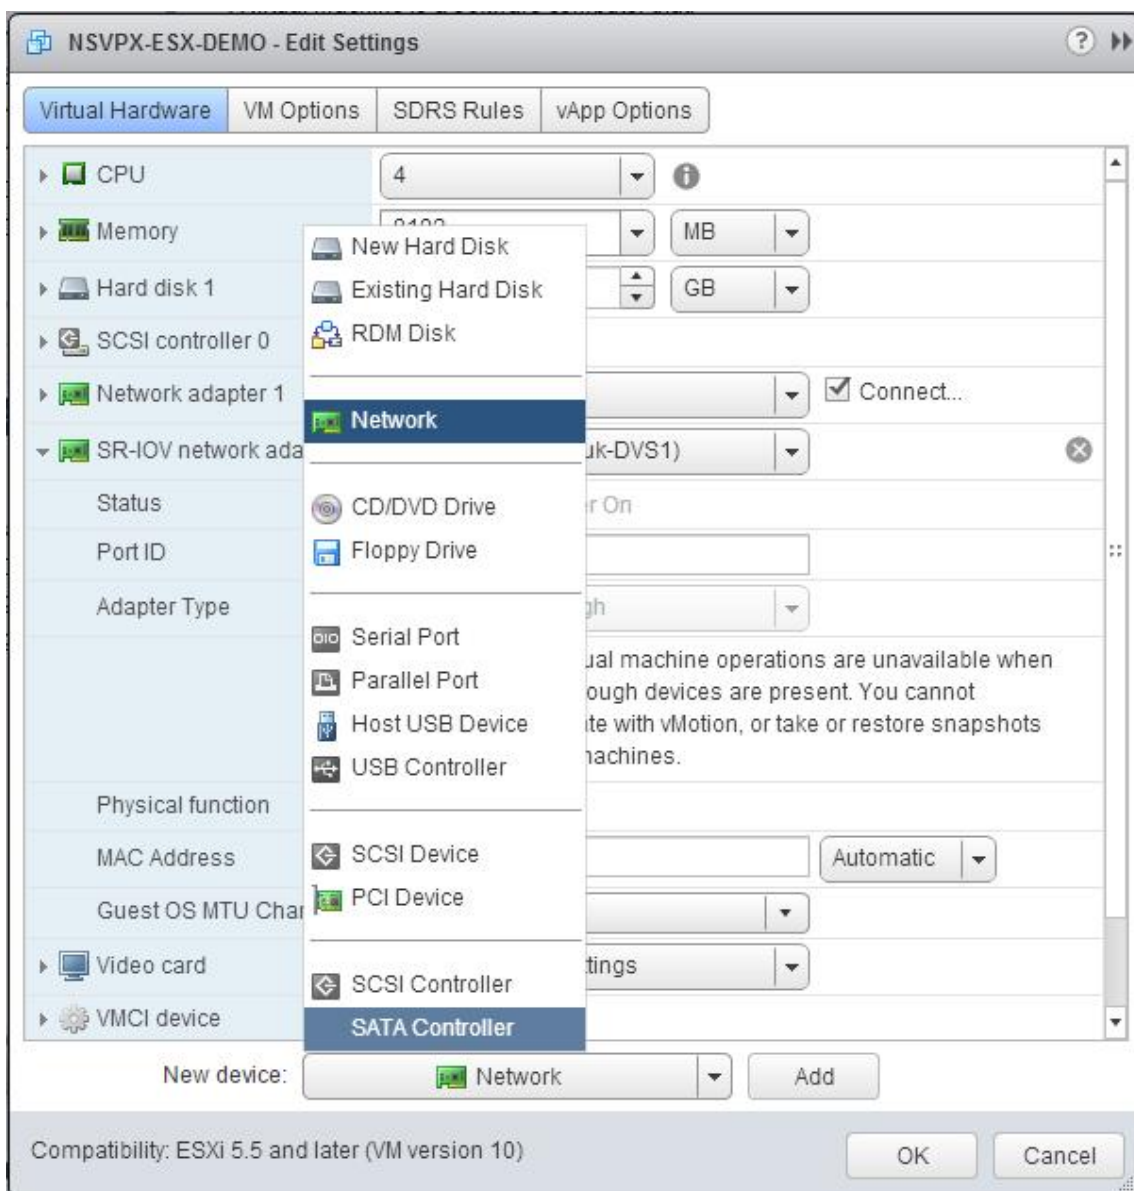 NSVPX-ESX-DEMO - Edit Settings
Virtual Hardware VM Options SDRS Rules vApp Options
CPU 4
Memory MB
New Hard Disk
Hard disk 1 Existing Hard Disk GB
SCSI controller 0 RDM Disk
Network adapter 1 Connect...
Network
SR-IOV network ada uk-DVS1)
Status CD/DVD Drive r On
Port ID Floppy Drive
Adapter Type gh
Serial Port ual machine operations are unavailable when
Parallel Port ough devices are present. You cannot
Host USB Device te with vMotion, or take or restore snapshots
USB Controller achines.
Physical function
MAC Address SCSI Device Automatic
Guest OS MTU Chan PCI Device
Video card tings
SCSI Controller
VMCI device SATA Controller
New device: Network Add
Compatibility: ESXi 5.5 and later (VM version 10) OK Cancel